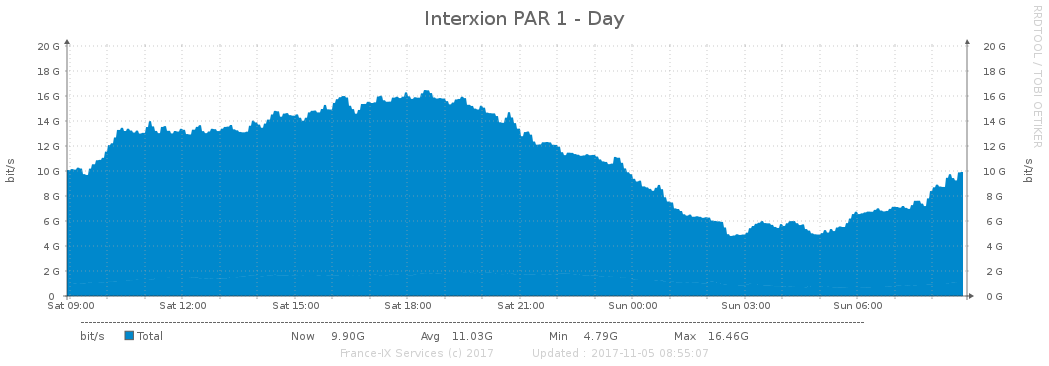 Interxion PAR 1 - Day
RRDTOOL / TOBI OETIKER
20 G 20 G
18 G 18 G
16 G 16 G
14 G 14 G
12 G 12 G
10 G 10 G
8 G 8 G
6 G 6 G
4 G 4 G
2 G 2 G
0 0 G
bit/s bit/s
Sat 09:00 Sat 12:00 Sat 15:00 Sat 18:00 Sat 21:00 Sun 00:00 Sun 03:00 Sun 06:00
bit/s Total Now 9.90G Avg 11.03G Min 4.79G Max 16.46G
France-IX Services (c) 2017 Updated : 2017-11-05 08:55:07